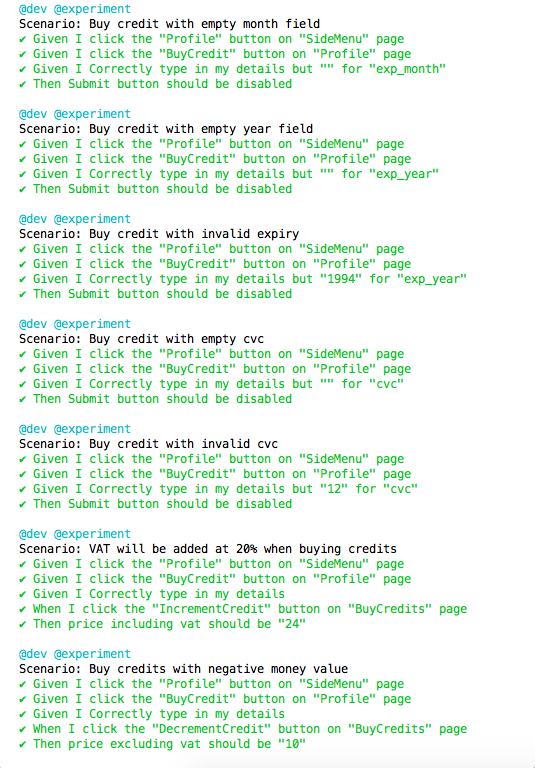 @dev @experiment
Scenario: Buy credit with empty month field
✔ Given I click the "Profile" button on "SideMenu" page
✔ Given I click the "BuyCredit" button on "Profile" page
✔ Given I Correctly type in my details but "" for "exp_month"
✔ Then Submit button should be disabled
@dev @experiment
Scenario: Buy credit with empty year field
✔ Given I click the "Profile" button on "SideMenu" page
✔ Given I click the "BuyCredit" button on "Profile" page
✔ Given I Correctly type in my details but "" for "exp_year"
✔ Then Submit button should be disabled
@dev @experiment
Scenario: Buy credit with invalid expiry
✔ Given I click the "Profile" button on "SideMenu" page
✔ Given I click the "BuyCredit" button on "Profile" page
✔ Given I Correctly type in my details but "1994" for "exp_year"
✔ Then Submit button should be disabled
@dev @experiment
Scenario: Buy credit with empty cvc
✔ Given I click the "Profile" button on "SideMenu" page
✔ Given I click the "BuyCredit" button on "Profile" page
✔ Given I Correctly type in my details but "" for "cvc"
✔ Then Submit button should be disabled
@dev @experiment
Scenario: Buy credit with invalid cvc
✔ Given I click the "Profile" button on "SideMenu" page
✔ Given I click the "BuyCredit" button on "Profile" page
✔ Given I Correctly type in my details but "12" for "cvc"
✔ Then Submit button should be disabled
@dev @experiment
Scenario: VAT will be added at 20% when buying credits
✔ Given I click the "Profile" button on "SideMenu" page
✔ Given I click the "BuyCredit" button on "Profile" page
✔ Given I Correctly type in my details
✔ When I click the "IncrementCredit" button on "BuyCredits" page
✔ Then price including vat should be "24"
@dev @experiment
Scenario: Buy credits with negative money value
✔ Given I click the "Profile" button on "SideMenu" page
✔ Given I click the "BuyCredit" button on "Profile" page
✔ Given I Correctly type in my details
✔ When I click the "DecrementCredit" button on "BuyCredits" page
✔ Then price excluding vat should be "10"